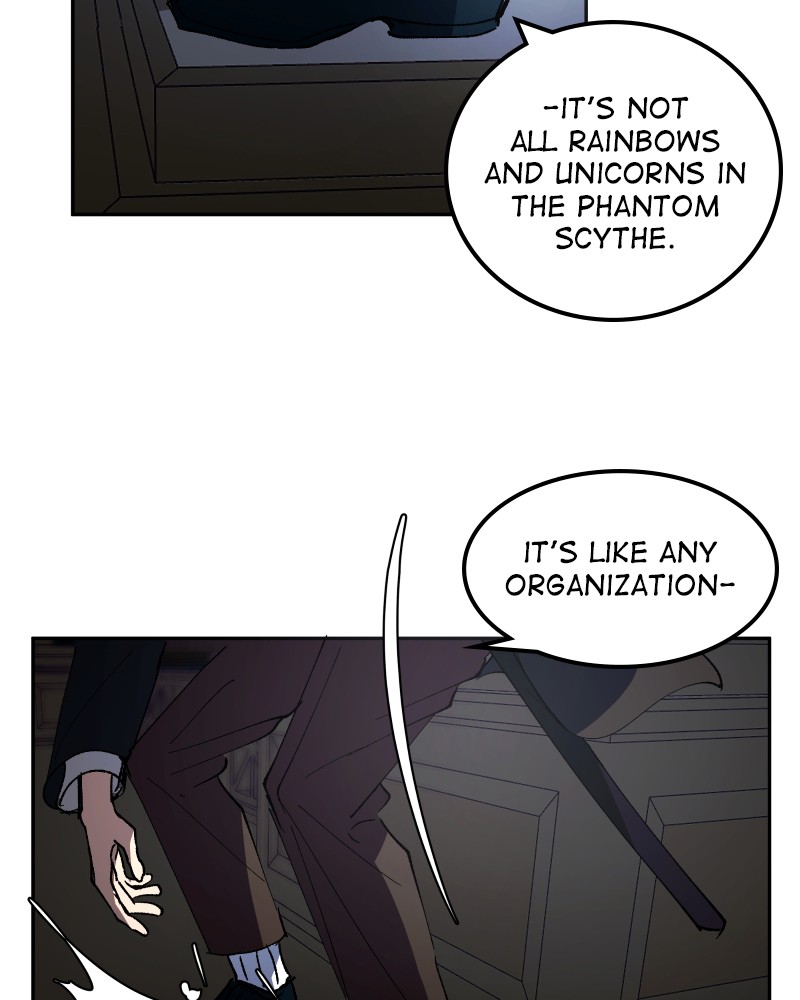 -IT'S NOT
ALL RAINBOWS
AND UNICORNS IN
THE PHANTOM
SCYTHE.
IT'S LIKE ANY
ORGANIZATION-